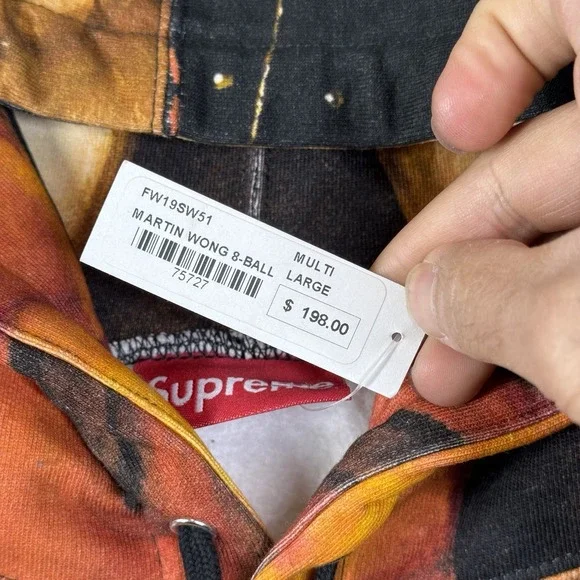 FW19SW51
MARTIN WONG 8-BALL
75727
MULTI
LARGE
$ 198.00
Supreme